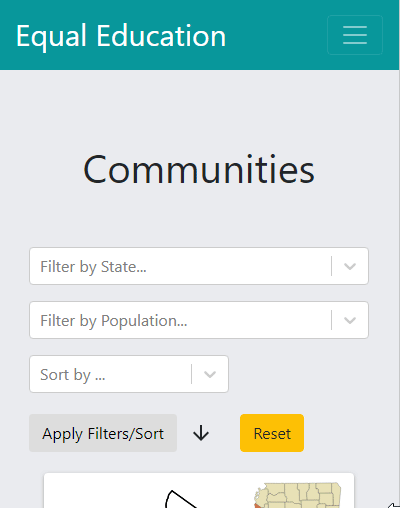 Equal Education
Communities
Filter by State...
Filter by Population...
Sort by ...
Apply Filters/Sort
Reset